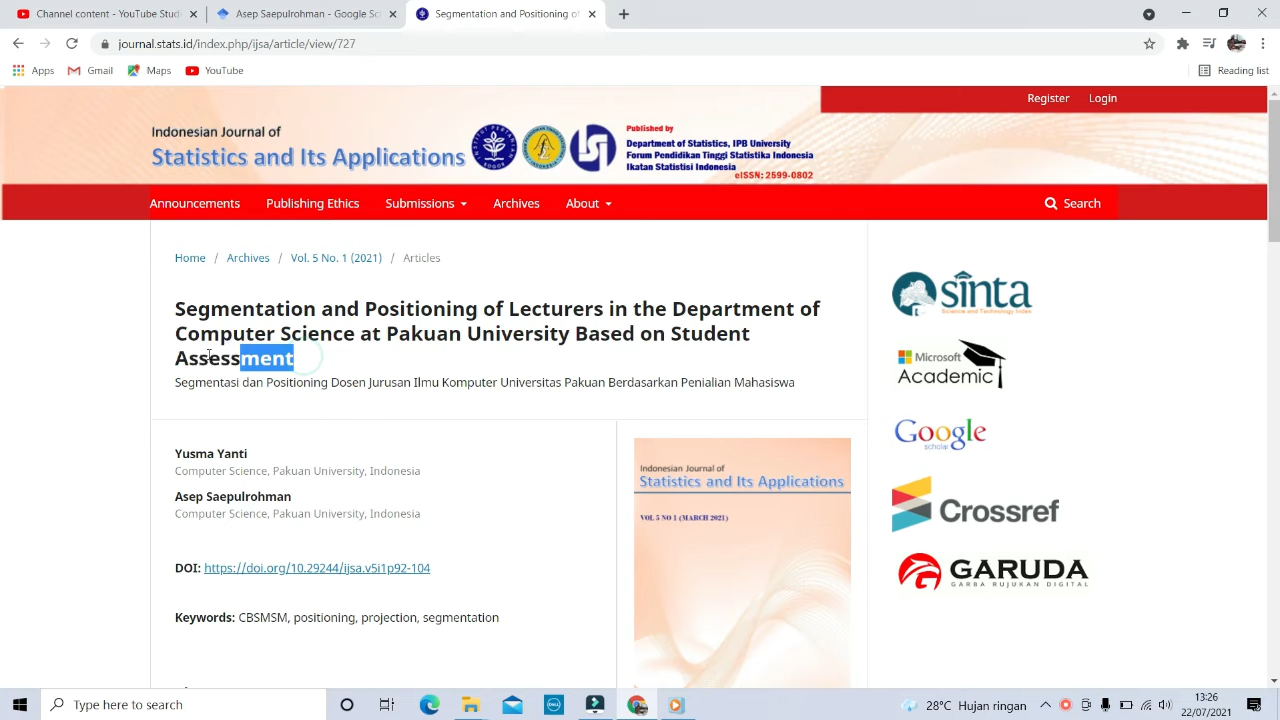 Channel content - YouTube Stud
Asep Saepulrohman - Google Sc
Segmentation and Positioning of
journal.stats.id/index.php/ijsa/article/view/727
Apps Gmail Maps YouTube Reading list
Register Login
Indonesian Journal of
Statistics and Its Applications
Published by
Department of Statistics, IPB University
Forum Pendidikan Tinggi Statistika Indonesia
Ikatan Statistisi Indonesia
eISSN: 2599-0802
Announcements Publishing Ethics Submissions Archives About Search
Home / Archives / Vol. 5 No. 1 (2021) / Articles
Segmentation and Positioning of Lecturers in the Department of
Computer Science at Pakuan University Based on Student
Assessment
Segmentasi dan Positioning Dosen Jurusan Ilmu Komputer Universitas Pakuan Berdasarkan Penialian Mahasiswa
Yusma Yanti
Computer Science, Pakuan University, Indonesia
Asep Saepulrohman
Computer Science, Pakuan University, Indonesia
DOI: https://doi.org/10.29244/ijsa.v5i1p92-104
Keywords: CBSMSM, positioning, projection, segmentation
Indonesian Journal of
Statistics and Its Applications
VOL 5 NO 1 (MARCH 2021)
sinta
Science and Technology Index
Microsoft
Academic
Google
scholar
Crossref
GARUDA
GARBA RUJUKAN DIGITAL
Type here to search
DELL
28°C Hujan ringan
13:26
22/07/2021